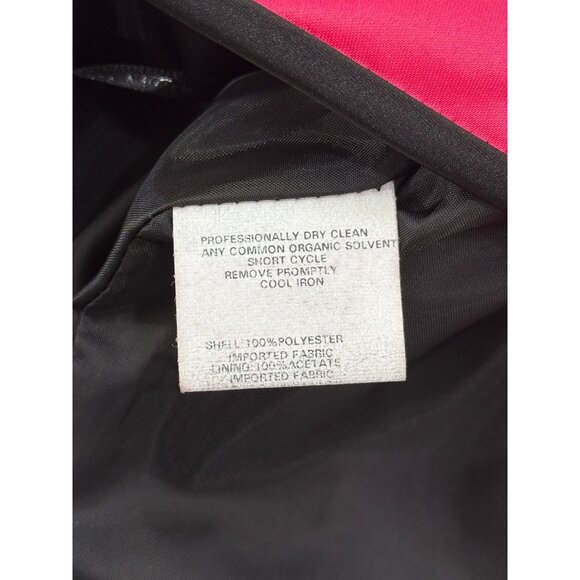 PROFESSIONALLY DRY CLEAN
ANY COMMON ORGANIC SOLVENT
SHORT CYCLE
REMOVE PROMPTLY
COOL IRON
SHELL:100%POLYESTER
IMPORTED FABRIC
LINING:100%ACETATE
IMPORTED FABRIC